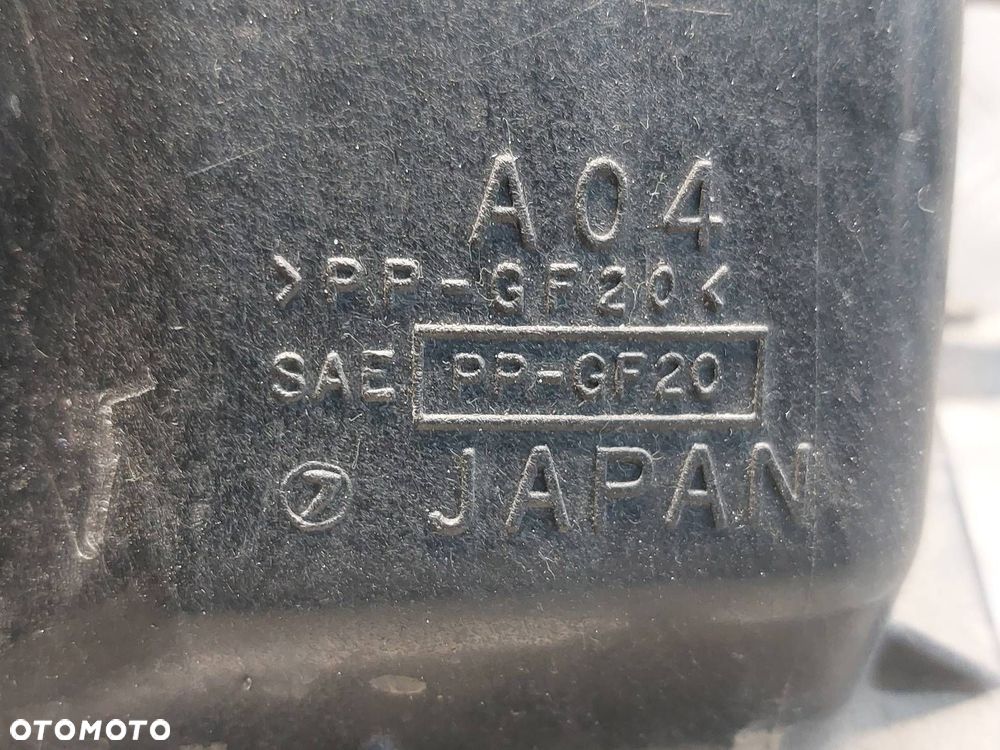 A04
>PP-GF20<
SAE PP-GF20
JAPAN
OTOMOTO